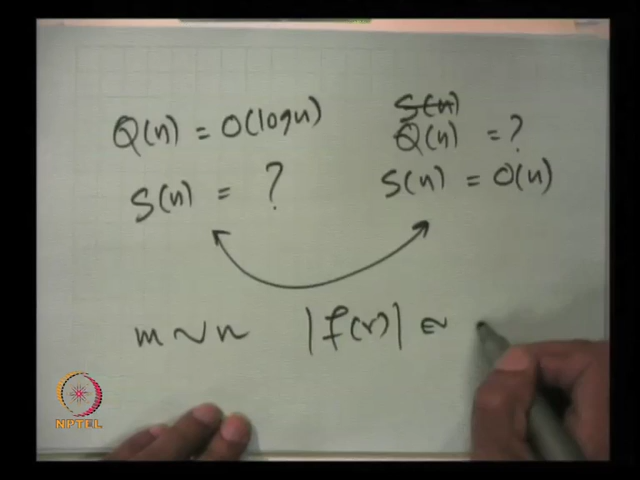 Q(n) = O(log n)
S(n) = ?
S(n)
Q(n) = ?
S(n) = O(n)
m ~ n |f(r)| ~
NPTEL